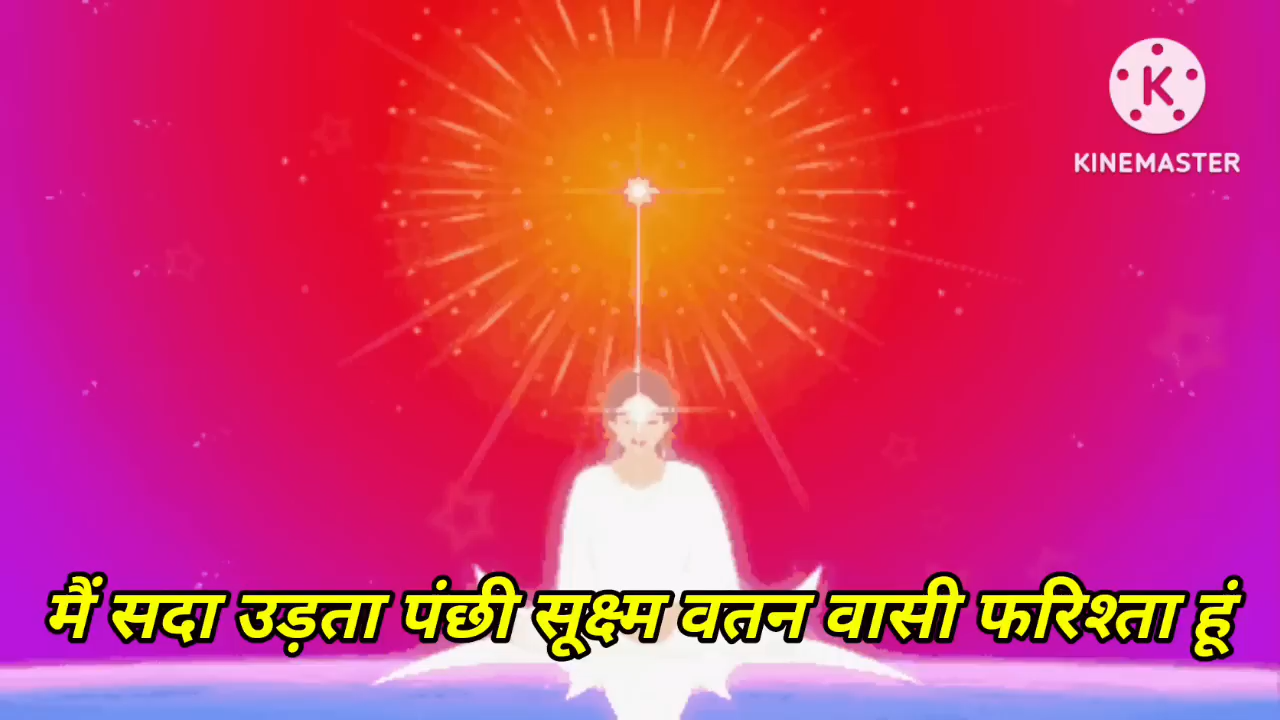 K
KINEMASTER
मैं सदा उड़ता पंछी सूक्ष्म वतन वासी फरिश्ता हूं